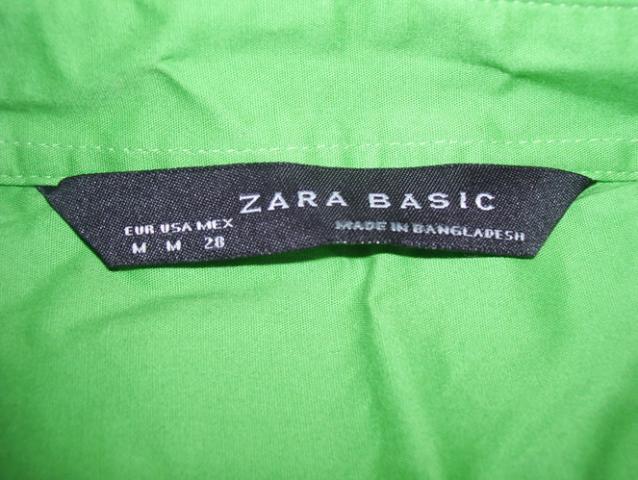 ZARA BASIC
EUR USA MEX
M M 28
MADE IN BANGLADESH